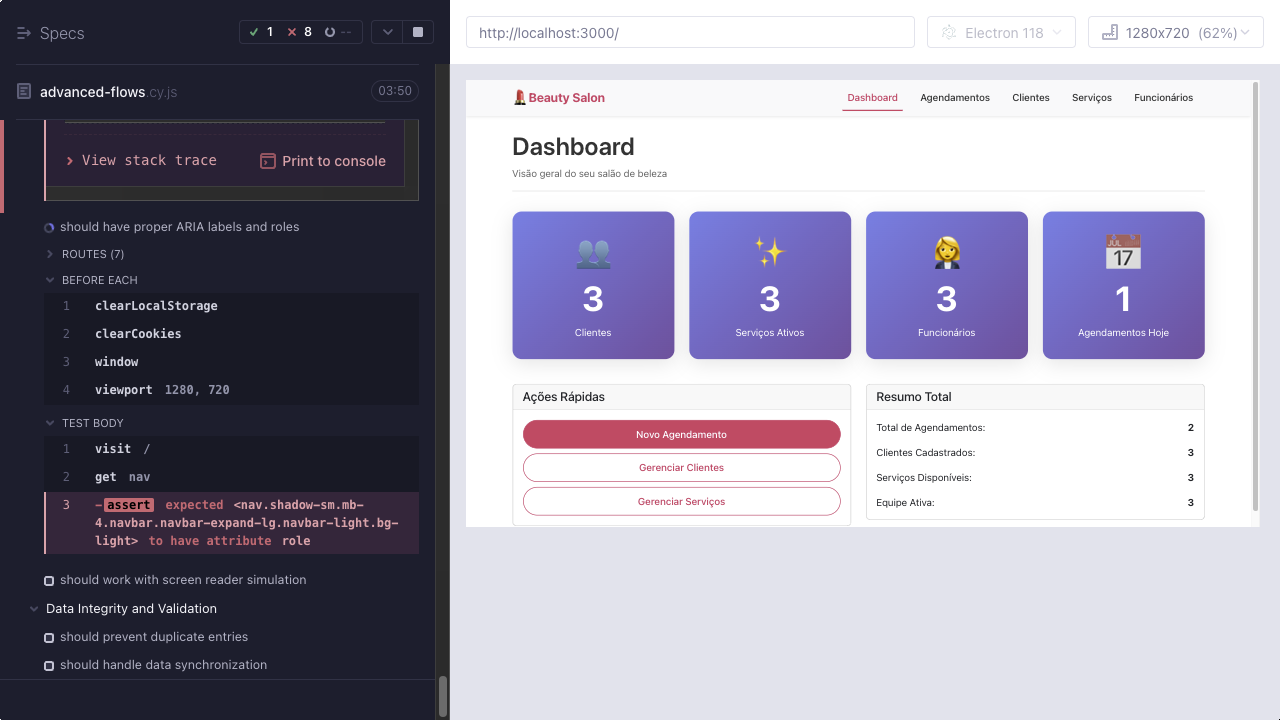 Specs
1
8
--
advanced-flows.cy.js
03:50
View stack trace
Print to console
should have proper ARIA labels and roles
ROUTES (7)
BEFORE EACH
1 clearLocalStorage
2 clearCookies
3 window
4 viewport 1280, 720
TEST BODY
1 visit /
2 get nav
3 -assert expected <nav.shadow-sm.mb-
4.navbar.navbar-expand-lg.navbar-light.bg-
light> to have attribute role
should work with screen reader simulation
Data Integrity and Validation
should prevent duplicate entries
should handle data synchronization
http://localhost:3000/
Electron 118
1280x720 (62%)
Beauty Salon
Dashboard
Agendamentos
Clientes
Serviços
Funcionários
Dashboard
Visão geral do seu salão de beleza
3
Clientes
3
Serviços Ativos
3
Funcionários
JUL
17
1
Agendamentos Hoje
Ações Rápidas
Novo Agendamento
Gerenciar Clientes
Gerenciar Serviços
Resumo Total
Total de Agendamentos: 2
Clientes Cadastrados: 3
Serviços Disponíveis: 3
Equipe Ativa: 3